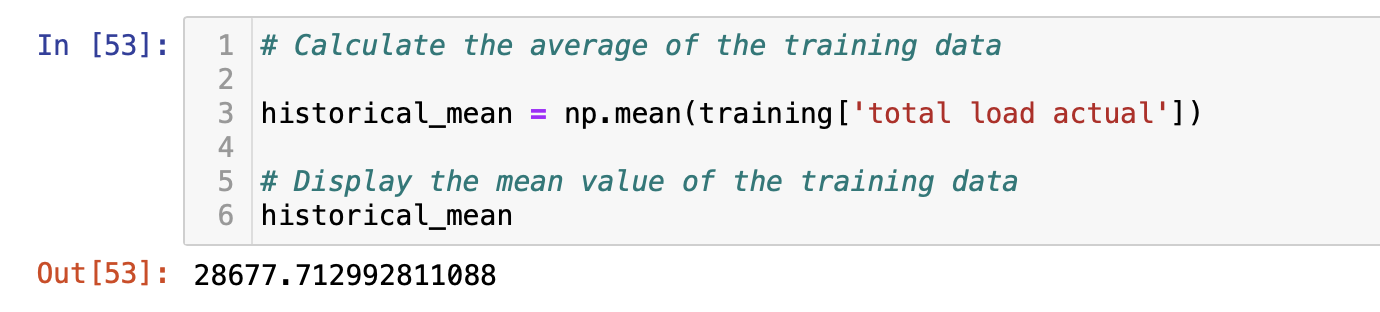 In [53]:
1 # Calculate the average of the training data
2
3 historical_mean = np.mean(training['total load actual'])
4
5 # Display the mean value of the training data
6 historical_mean
Out[53]: 28677.712992811088